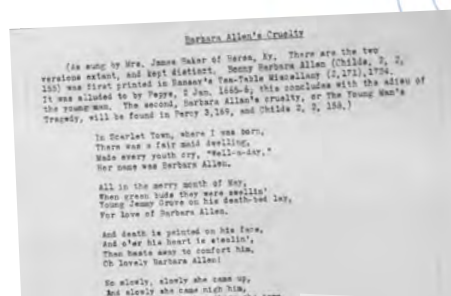 Barbara Allen's Cruelty
(As sung by Mrs. James Baker of Berea, Ky. There are the two
versions extant, and kept distinct. Bonny Barbara Allen (Childs, 2, 2,
155) was first printed in Ramsay's Tea-Table Miscellany (2,171),1724.
It was alluded to by Pepys, 2 Jan. 1665-6; this concludes with the adieu of
the young man. The second, Barbara Allan's cruelty, or The Young Man's
Tragedy, will be found in Percy 3,169, and Childs 2, 2, 158.)
In Scarlet Town, where I was born,
There was a fair maid dwelling,
Made every youth cry, "Well-a-day."
Her name was Barbara Allen.
All in the merry month of May,
When green buds they were swellin'
Young Jemmy Grove on his death-bed lay,
For love of Barbara Allen.
And death is printed on his face,
And o'er his heart is stealin',
Then haste away to comfort him,
Oh lovely Barbara Allen!
So slowly, slowly she came up,
And slowly she came nigh him,